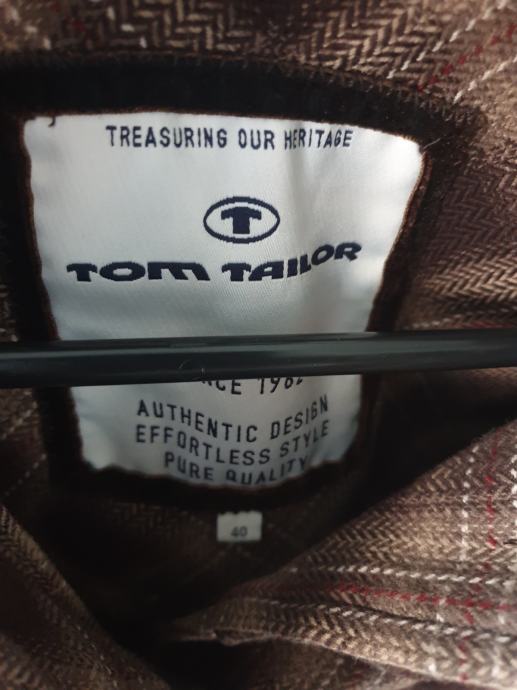 TREASURING OUR HERITAGE
T
TOM TAILOR
AUTHENTIC DESIGN
EFFORTLESS STYLE
PURE QUALITY
40